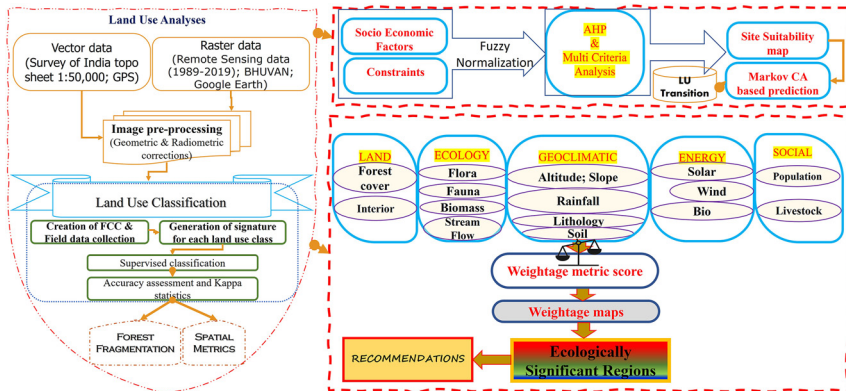 Land Use Analyses
Vector data
(Survey of India topo
sheet 1:50,000; GPS)
Raster data
(Remote Sensing data
(1989-2019); BHUVAN;
Google Earth)
Image pre-processing
(Geometric & Radiometric
corrections)
Land Use Classification
Creation of FCC &
Field data collection
Generation of signature
for each land use class
Supervised classification
Accuracy assessment and Kappa
statistics
FOREST
FRAGMENTATION
SPATIAL
METRICS
Socio Economic
Factors
Constraints
Fuzzy
Normalization
AHP
&
Multi Criteria
Analysis
Site Suitability
map
LU
Transition
Markov CA
based prediction
LAND
Forest
cover
Interior
ECOLOGY
Flora
Fauna
Biomass
Stream
Flow
GEOCLIMATIC
Altitude; Slope
Rainfall
Lithology
Soil
ENERGY
Solar
Wind
Bio
SOCIAL
Population
Livestock
Weightage metric score
Weightage maps
Ecologically
Significant Regions
RECOMMENDATIONS